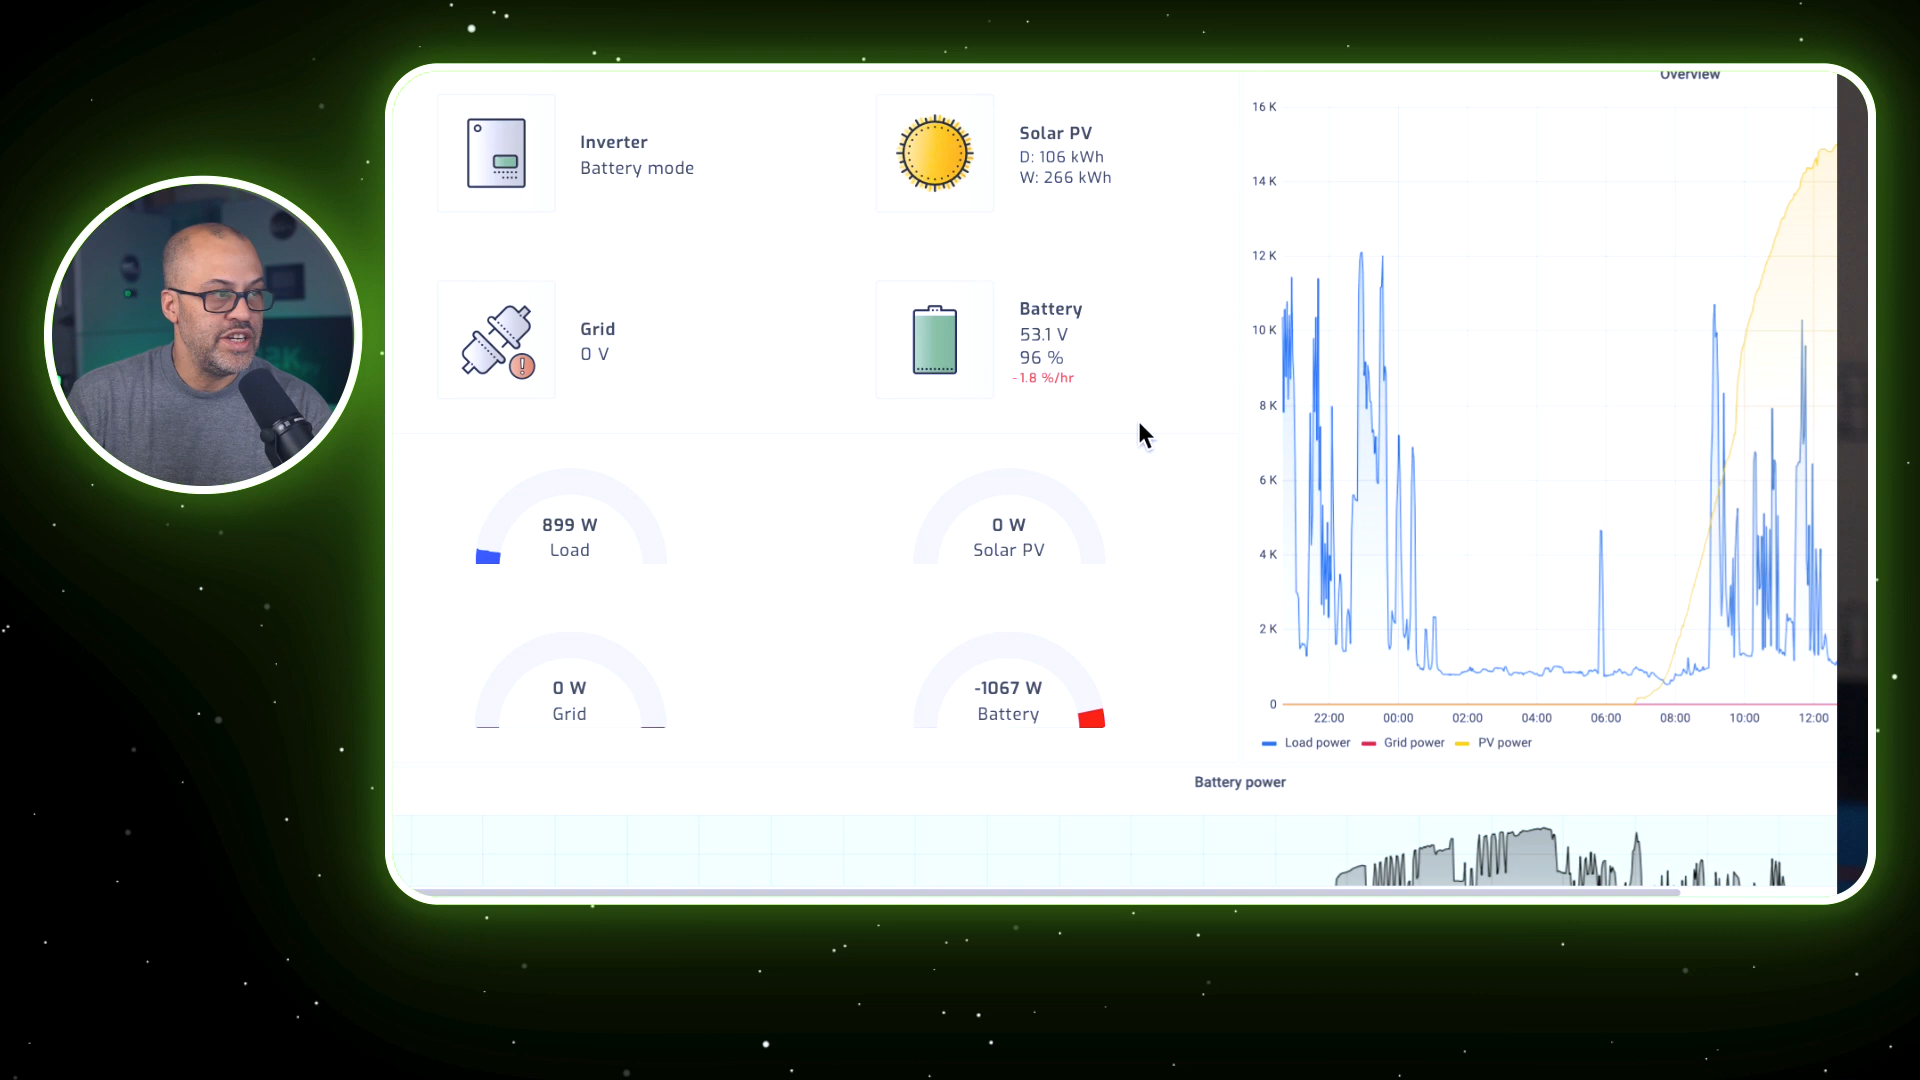 Overview
Inverter
Battery mode
Solar PV
D: 106 kWh
W: 266 kWh
Grid
0 V
Battery
53.1 V
96 %
-1.8 %/hr
899 W
Load
0 W
Solar PV
0 W
Grid
-1067 W
Battery
16 K
14 K
12 K
10 K
8 K
6 K
4 K
2 K
0
22:00 00:00 02:00 04:00 06:00 08:00 10:00 12:00
Load power Grid power PV power
Battery power